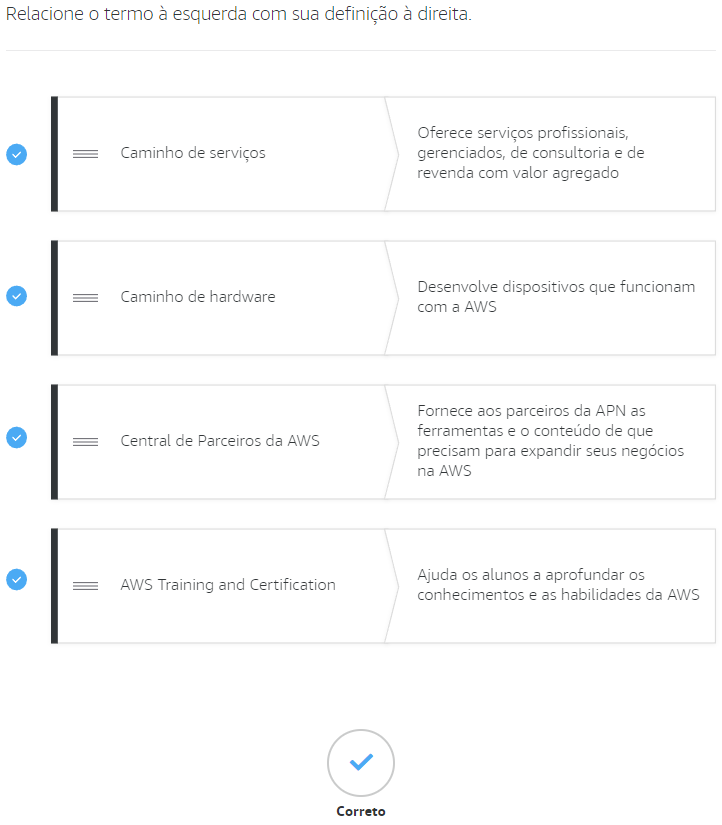 Relacione o termo à esquerda com sua definição à direita.
Caminho de serviços
Oferece serviços profissionais,
gerenciados, de consultoria e de
revenda com valor agregado
Caminho de hardware
Desenvolve dispositivos que funcionam
com a AWS
Central de Parceiros da AWS
Fornece aos parceiros da APN as
ferramentas e o conteúdo de que
precisam para expandir seus negócios
na AWS
AWS Training and Certification
Ajuda os alunos a aprofundar os
conhecimentos e as habilidades da AWS
Correto